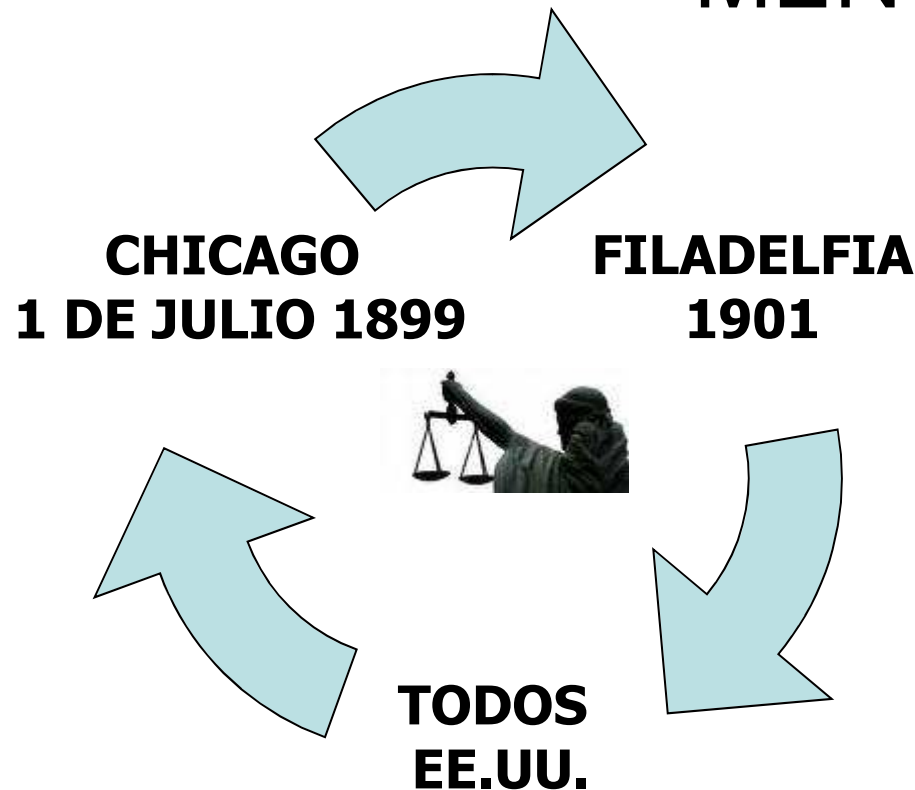 CHICAGO
1 DE JULIO 1899
FILADELFIA
1901
TODOS
EE.UU.